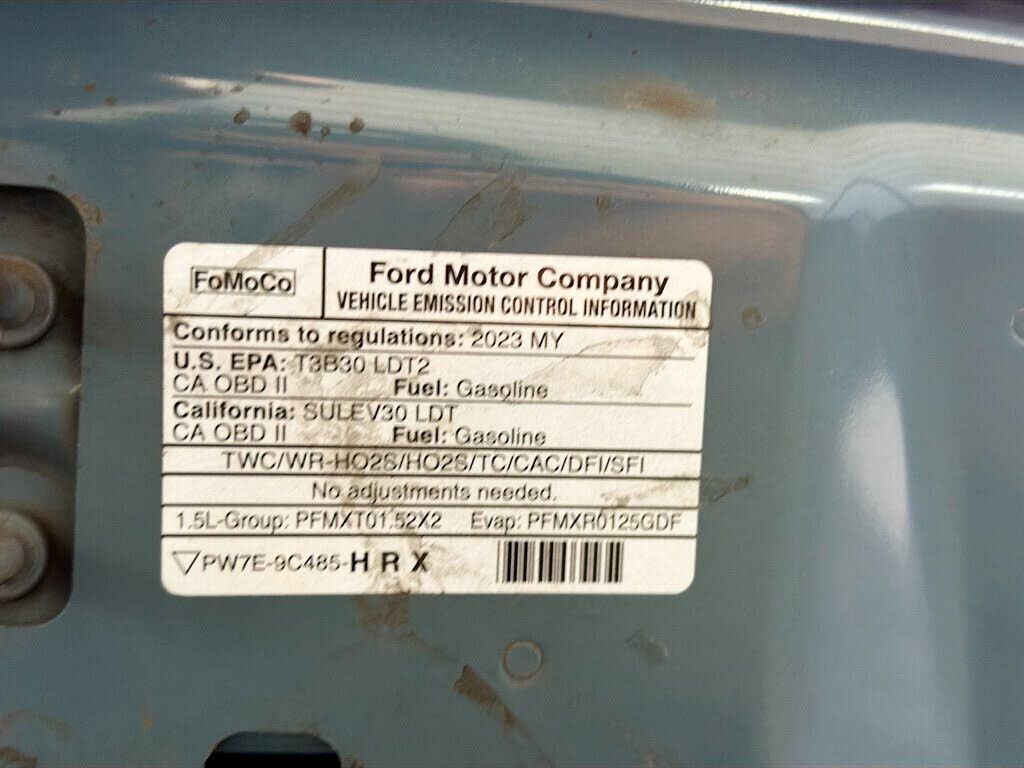 FoMoCo
Ford Motor Company
VEHICLE EMISSION CONTROL INFORMATION
Conforms to regulations: 2023 MY
U.S. EPA: T3B30 LDT2
CA OBD II Fuel: Gasoline
California: SULEV30 LDT
CA OBD II Fuel: Gasoline
TWC/WR-HO2S/HO2S/TC/CAC/DFI/SFI
No adjustments needed.
1.5L-Group: PFMXT01.52X2 Evap: PFMXR0125GDF
PW7E-9C485-H R X